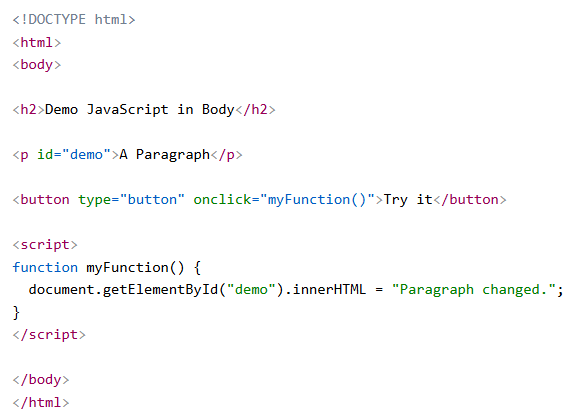 <!DOCTYPE html>
<html>
<body>

<h2>Demo JavaScript in Body</h2>

<p id="demo">A Paragraph</p>

<button type="button" onclick="myFunction()">Try it</button>

<script>
function myFunction() {
  document.getElementById("demo").innerHTML = "Paragraph changed.";
}
</script>

</body>
</html>